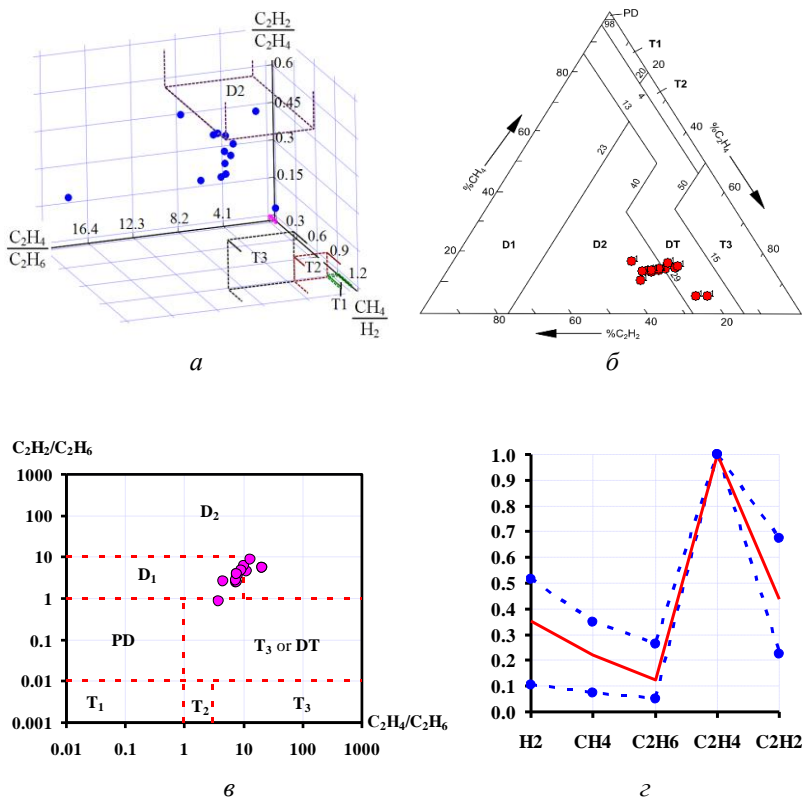 C2H2
C2H4
0.6
0.45
0.3
0.15
D2
16.4
12.3
8.2
4.1
0.3
0.6
0.9
1.2
C2H4
C2H6
T3
T2
T1
CH4
H2
а
PD
98
T1
20
T2
4
80
13
20
40
60
23
%CH4
%C2H4
40
50
60
40
20
D1
D2
DT
T3
80
29
15
80
60
40
20
%C2H2
б
C2H2/C2H6
1000
100
10
1
0.1
0.01
0.001
D2
D1
PD
T3 or DT
T1
T2
T3
C2H4/C2H6
0.01
0.1
1
10
100
1000
в
1.0
0.9
0.8
0.7
0.6
0.5
0.4
0.3
0.2
0.1
0.0
H2
CH4
C2H6
C2H4
C2H2
г